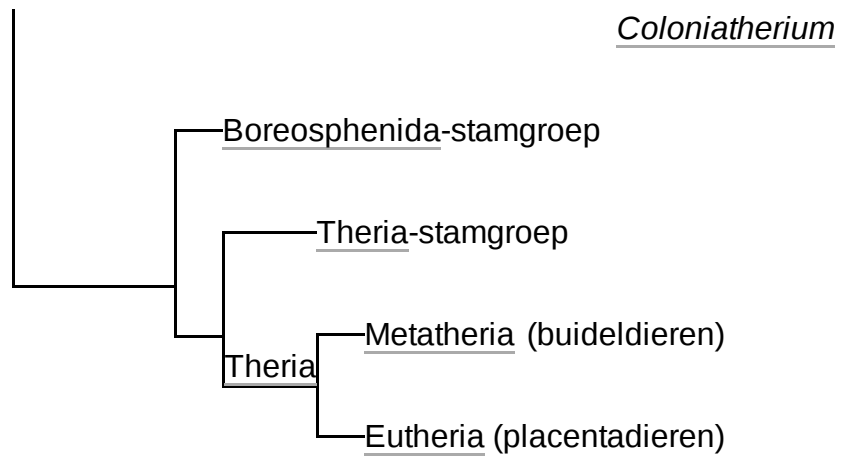 Coloniatherium
Boreosphenida-stamgroep
Theria-stamgroep
Metatheria (buideldieren)
Theria
Eutheria (placentadieren)